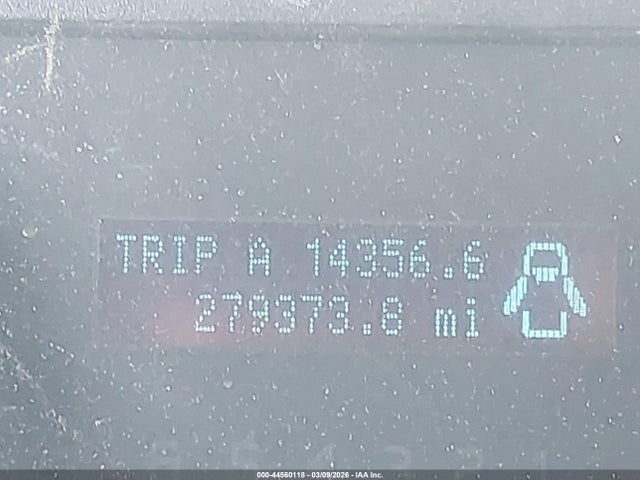 TRIP A 14356.6
279373.8 mi
000-44560118 - 03/09/2026 - IAA Inc.